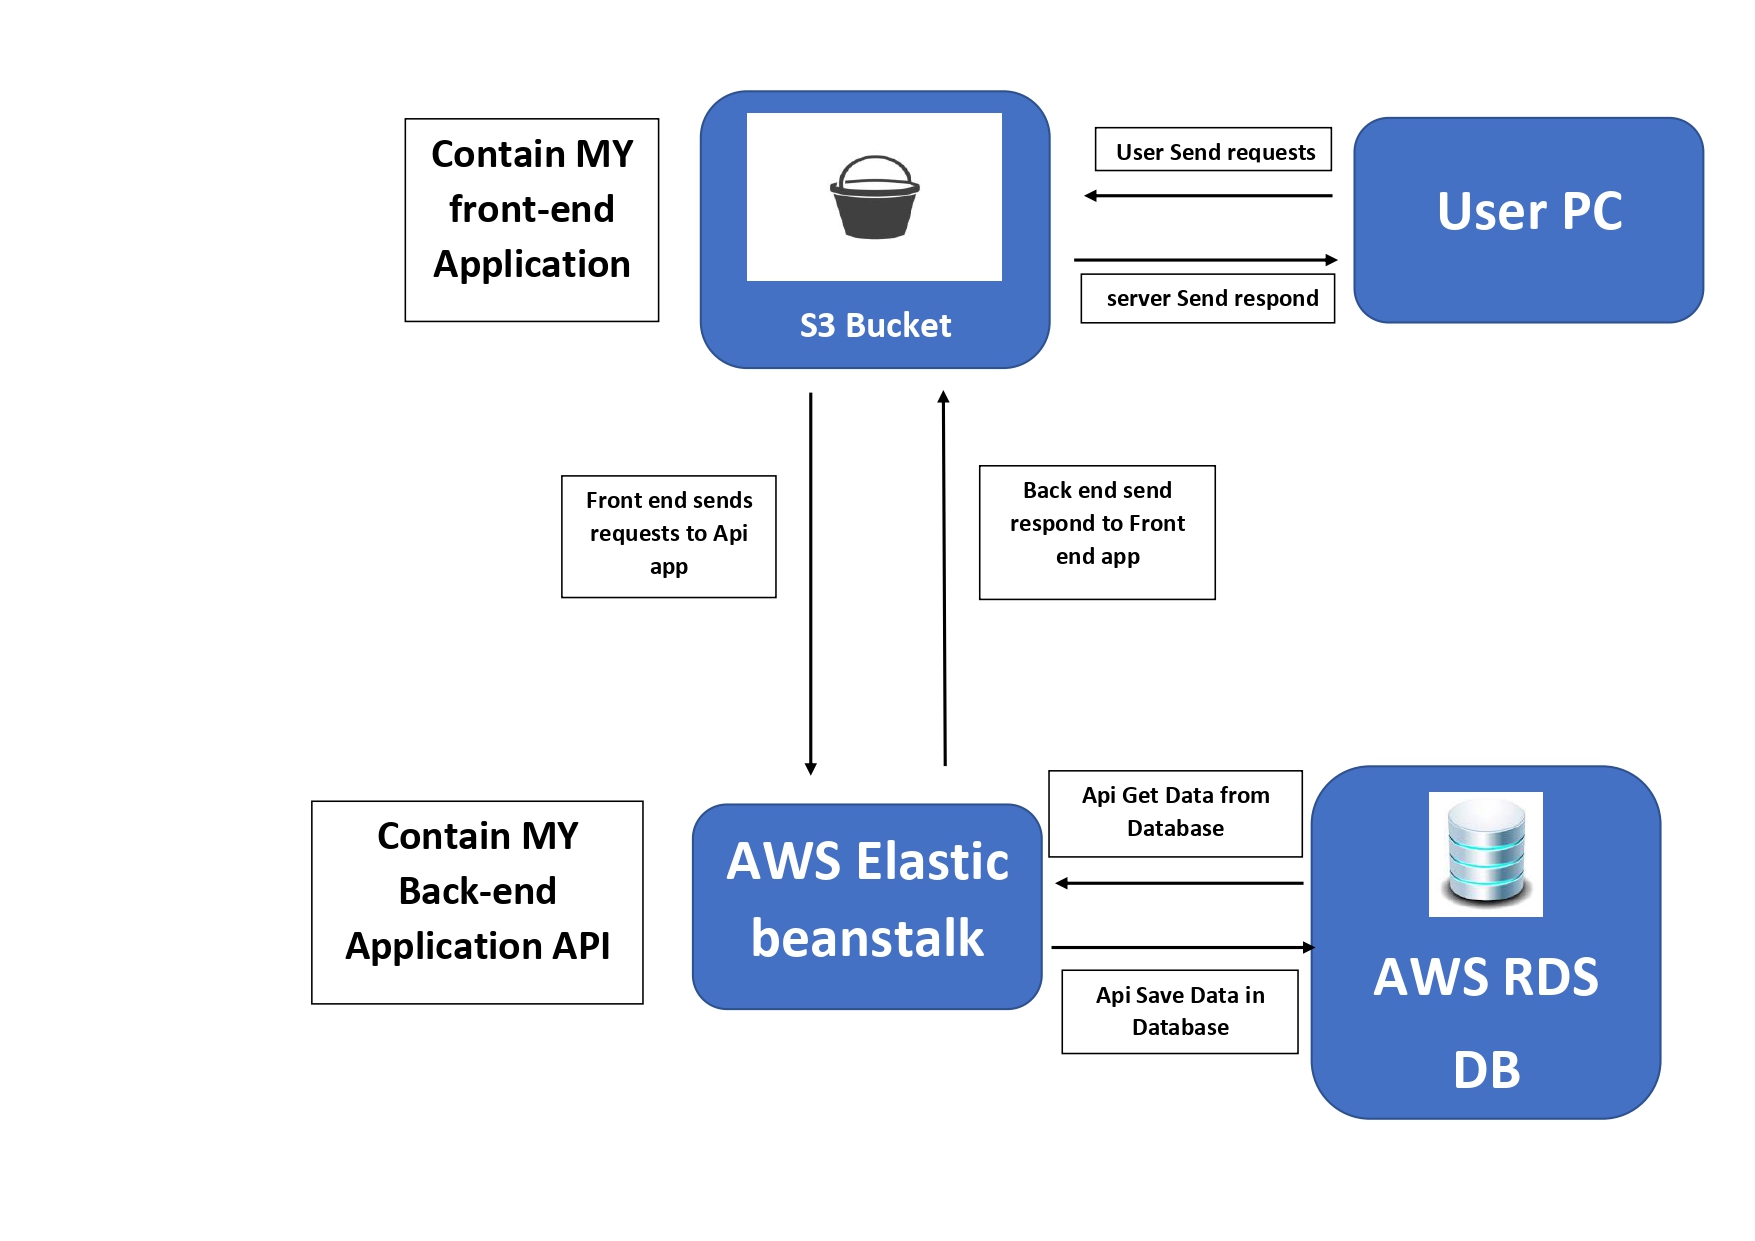 Contain MY
front-end
Application
S3 Bucket
User Send requests
server Send respond
User PC
Front end sends
requests to Api
app
Back end send
respond to Front
end app
Contain MY
Back-end
Application API
AWS Elastic
beanstalk
Api Get Data from
Database
Api Save Data in
Database
AWS RDS
DB